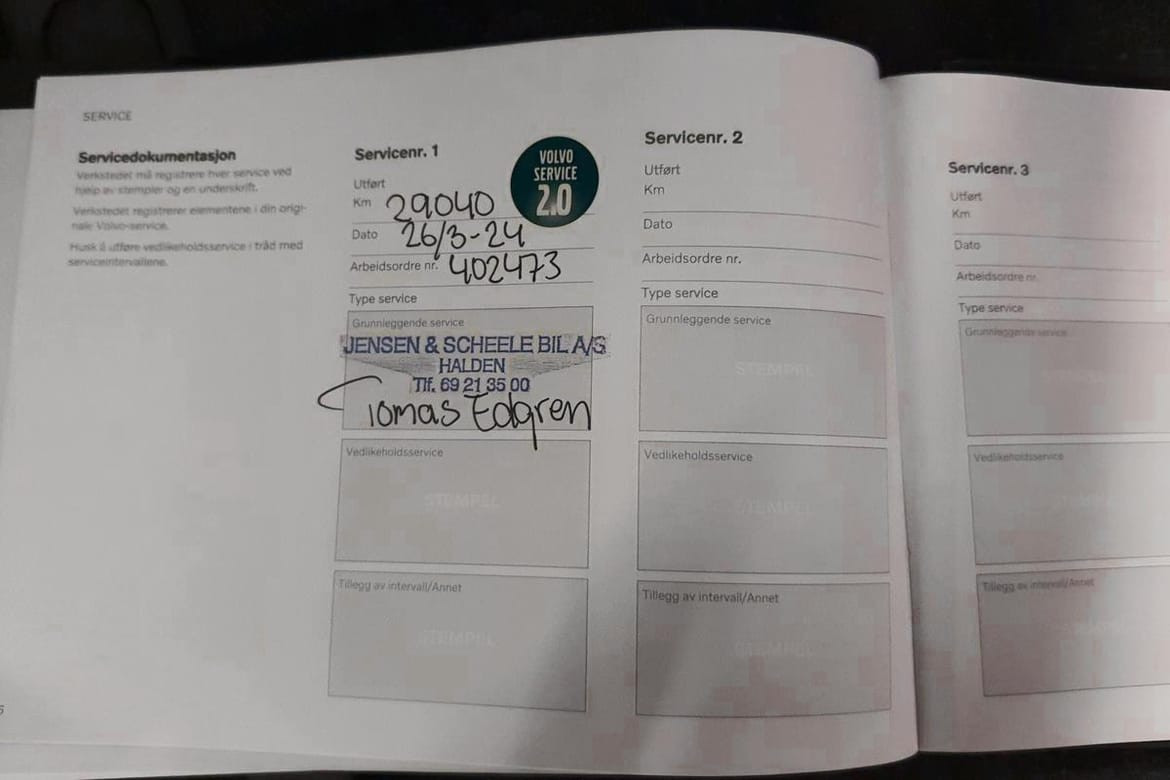 SERVICE
Servicedokumentasjon
Verkstedet må registrere hver service ved
hjelp av stempler og en underskrift.
Verkstedet registrerer elementene i din origi-
nale Volvo-service.
Husk å utføre vedlikeholdsservice i tråd med
serviceintervallene.
Servicenr. 1
VOLVO
SERVICE
2.0
Utført
Km 29040
Dato 26/3-24
Arbeidsordre nr. 402473
Type service
Grunnleggende service
JENSEN & SCHEELE BIL A/S
HALDEN
Tlf. 69 21 35 00
Tomas Edgren
Vedlikeholdsservice
STEMPEL
Tillegg av intervall/Annet
STEMPEL
Servicenr. 2
Utført
Km
Dato
Arbeidsordre nr.
Type service
Grunnleggende service
STEMPEL
Vedlikeholdsservice
STEMPEL
Tillegg av intervall/Annet
STEMPEL
Servicenr. 3
Utført
Km
Dato
Arbeidsordre nr.
Type service
Grunnleggende service
Vedlikeholdsservice
Tillegg av intervall/Annet